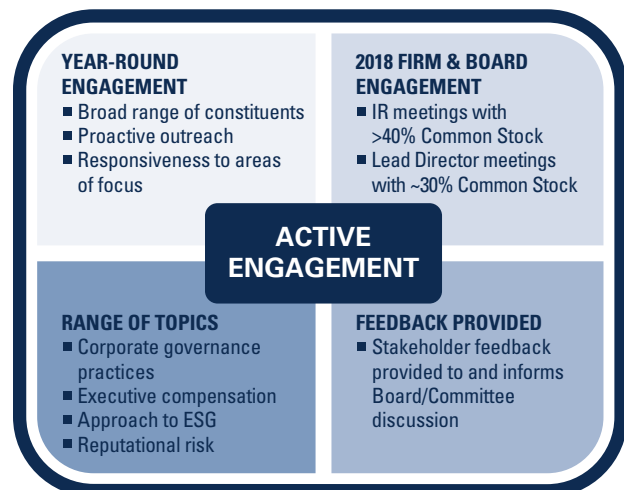 YEAR-ROUND
ENGAGEMENT
■ Broad range of constituents
■ Proactive outreach
■ Responsiveness to areas
of focus
2018 FIRM & BOARD
ENGAGEMENT
■ IR meetings with
>40% Common Stock
■ Lead Director meetings
with ~30% Common Stock
ACTIVE
ENGAGEMENT
RANGE OF TOPICS
■ Corporate governance
practices
■ Executive compensation
■ Approach to ESG
■ Reputational risk
FEEDBACK PROVIDED
■ Stakeholder feedback
provided to and informs
Board/Committee
discussion